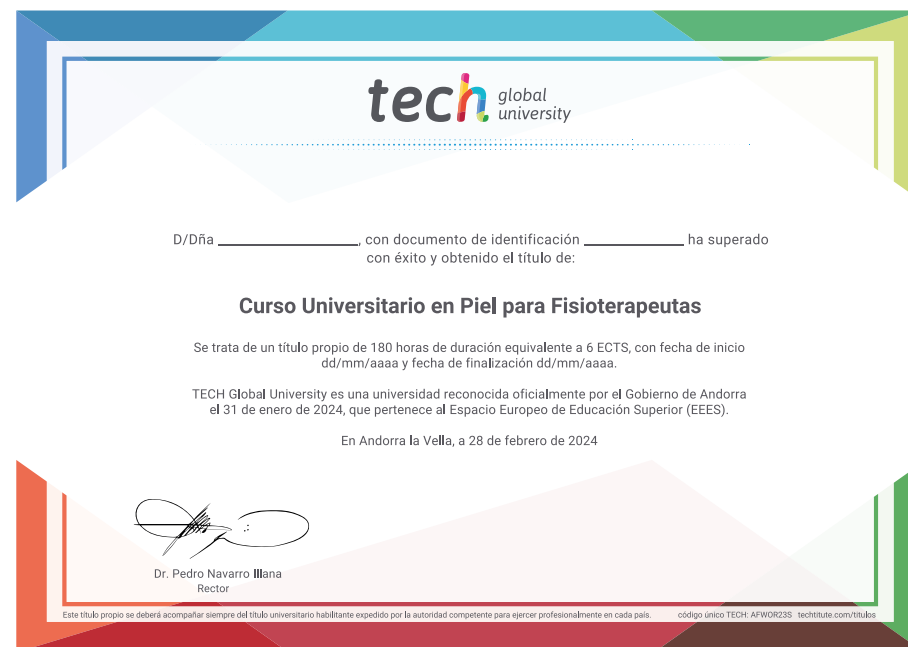 tech global university
D/Dña ____________________, con documento de identificación ______________ ha superado
con éxito y obtenido el título de:
Curso Universitario en Piel para Fisioterapeutas
Se trata de un título propio de 180 horas de duración equivalente a 6 ECTS, con fecha de inicio
dd/mm/aaaa y fecha de finalización dd/mm/aaaa.
TECH Global University es una universidad reconocida oficialmente por el Gobierno de Andorra
el 31 de enero de 2024, que pertenece al Espacio Europeo de Educación Superior (EEES).
En Andorra la Vella, a 28 de febrero de 2024
Dr. Pedro Navarro Illana
Rector
Este título propio se deberá acompañar siempre del título universitario habilitante expedido por la autoridad competente para ejercer profesionalmente en cada país. código único TECH: AFWOR23S techtitute.com/titulos